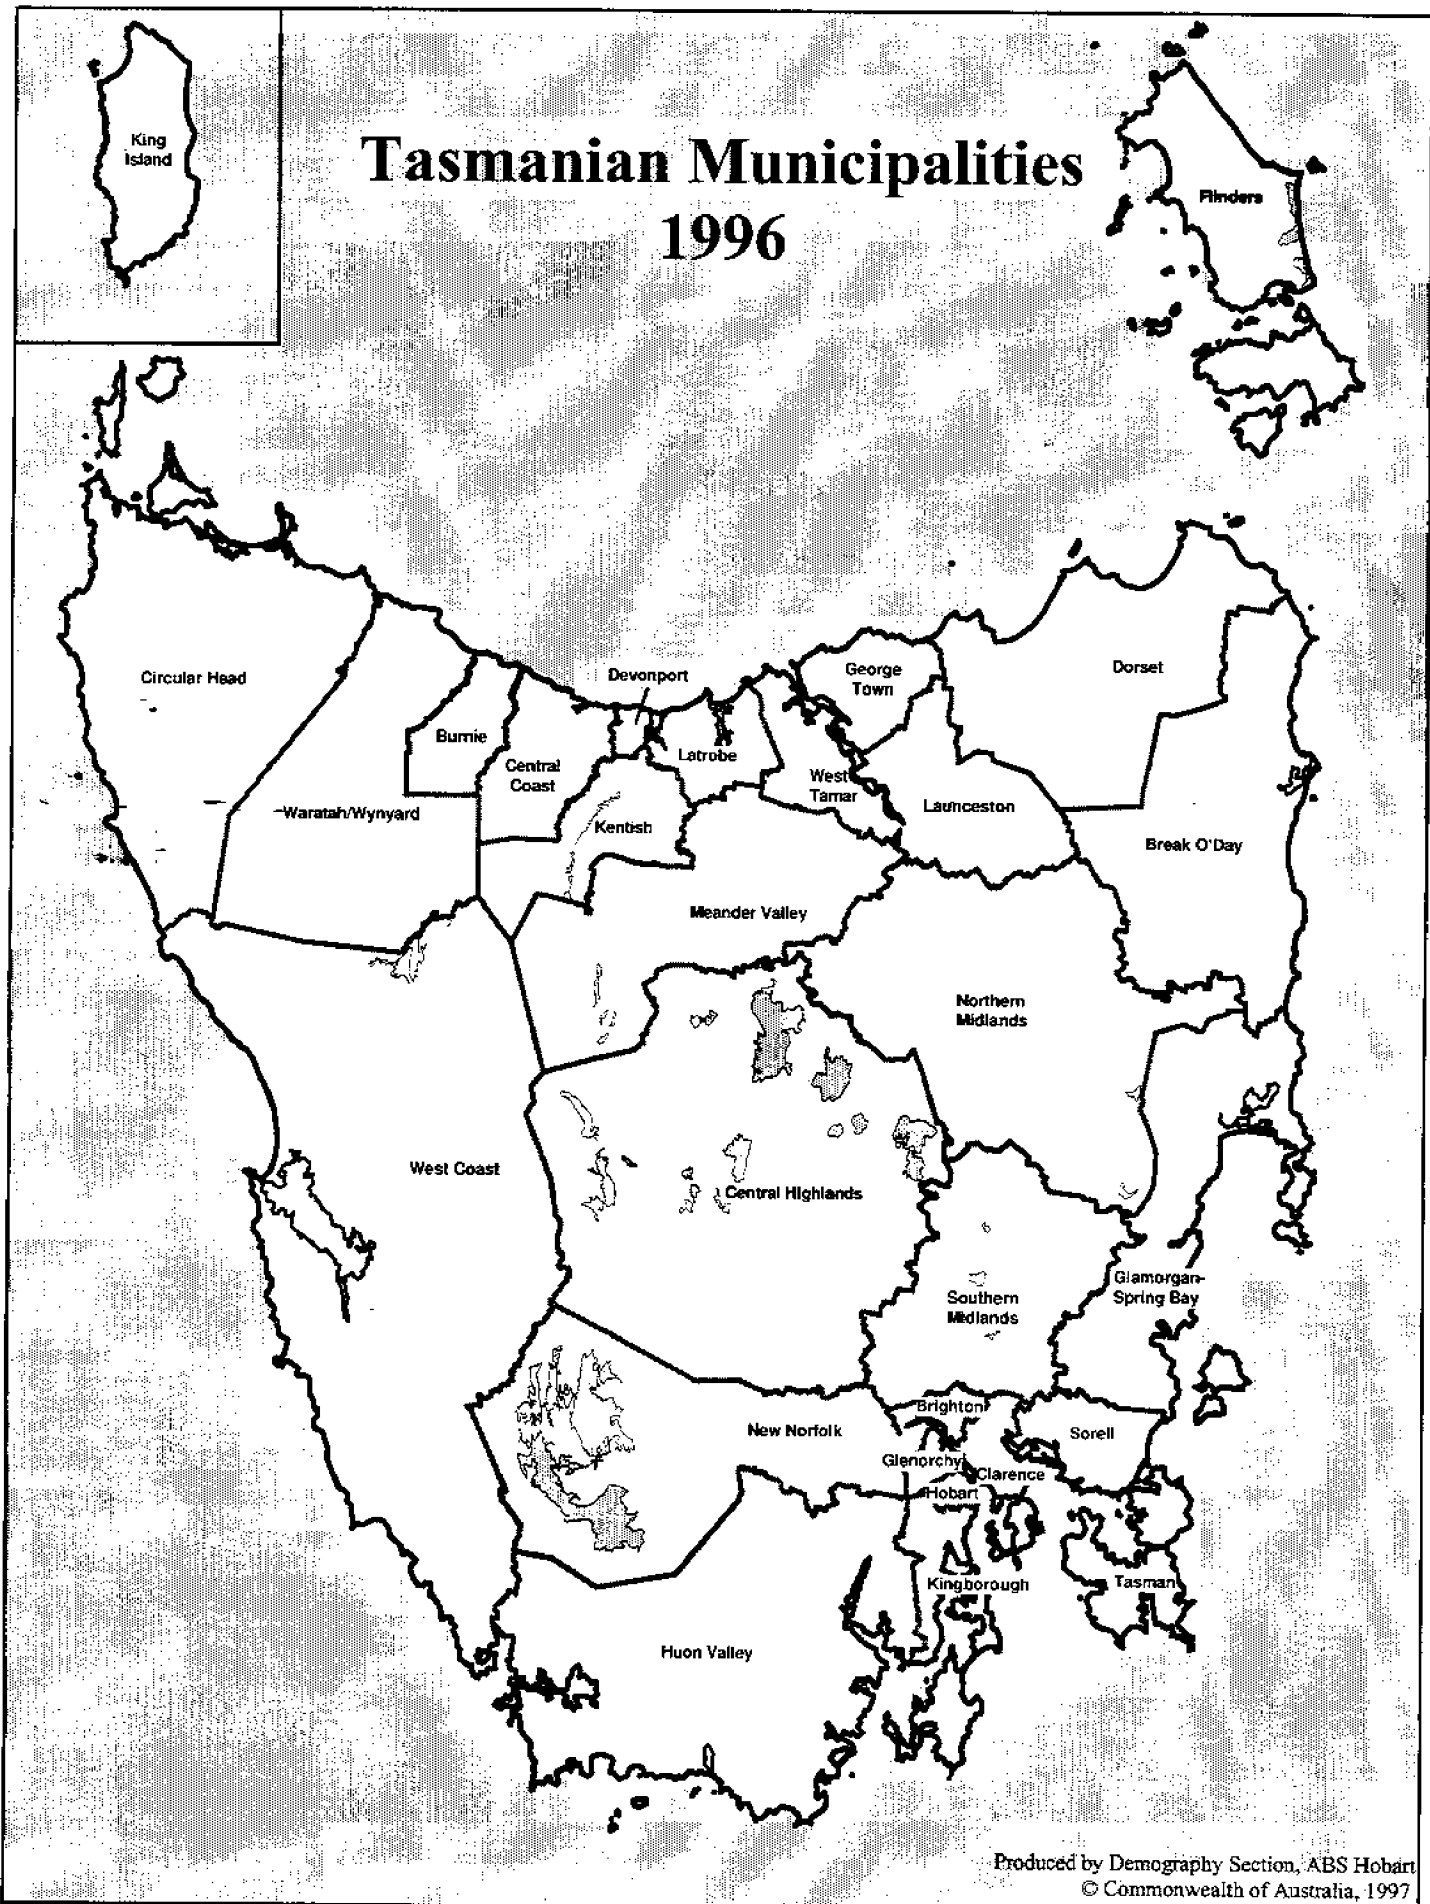 King
Island
Tasmanian Municipalities
1996
Flinders
Circular Head
Devonport
George
Town
Dorset
Burnie
Central
Coast
Latrobe
West
Tamar
Launceston
Waratah/Wynyard
Kentish
Break O'Day
Meander Valley
Northern
Midlands
West Coast
Central Highlands
Glamorgan-
Spring Bay
Southern
Midlands
Brighton
New Norfolk
Sorell
Glenorchy
Clarence
Hobart
Kingborough
Tasman
Huon Valley
Produced by Demography Section, ABS Hobart
© Commonwealth of Australia, 1997